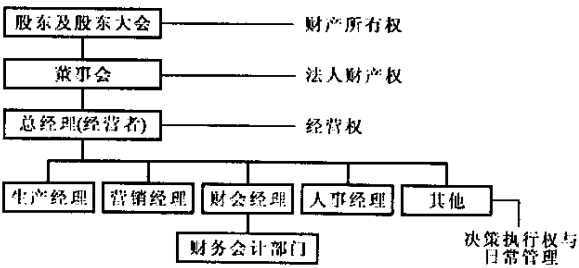 股东及股东大会 财产所有权
董事会 法人财产权
总经理(经营者) 经营权
生产经理 营销经理 财会经理 人事经理 其他
财务会计部门
决策执行权与
日常管理